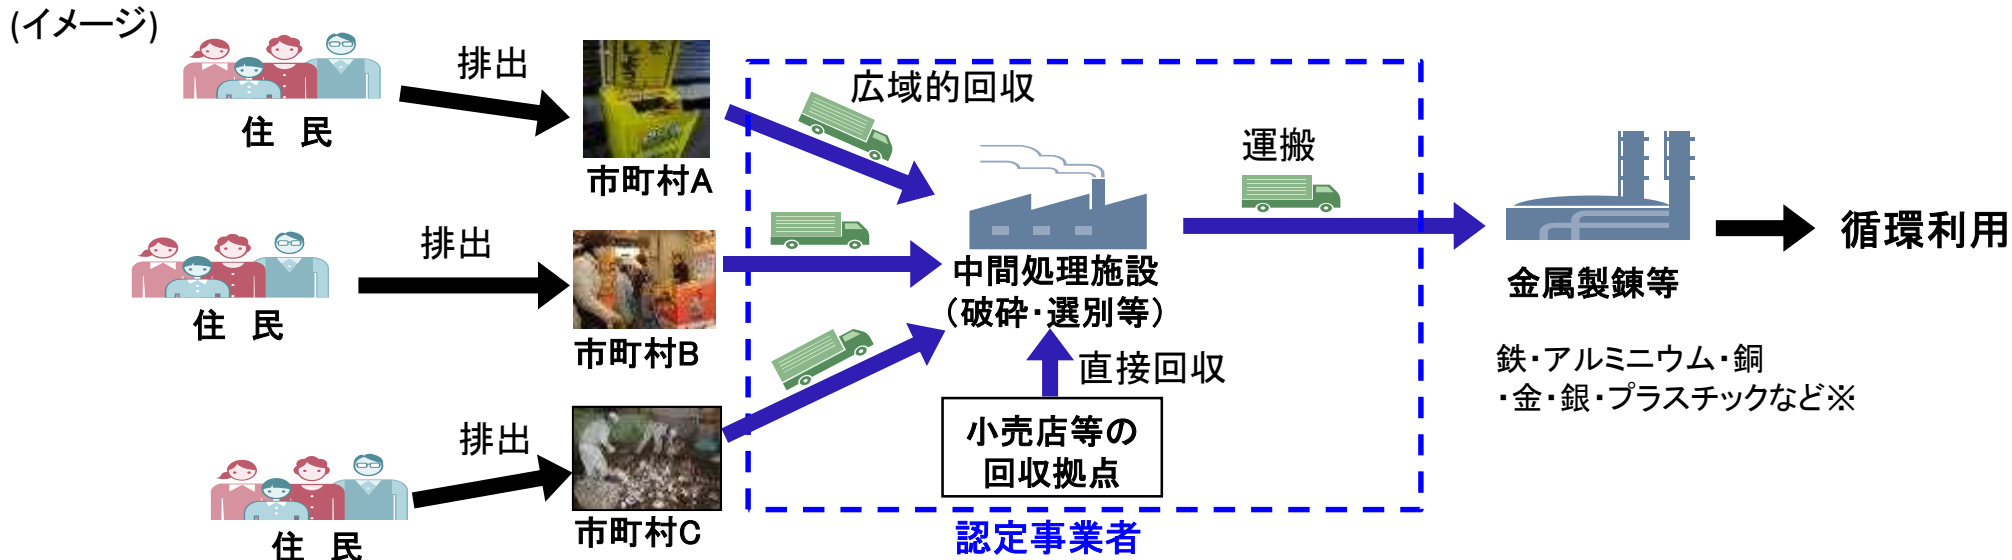 (イメージ)
排出
住 民
市町村A
広域的回収
運搬
排出
住 民
市町村B
中間処理施設
(破砕・選別等)
金属製錬等
循環利用
鉄・アルミニウム・銅
・金・銀・プラスチックなど※
直接回収
小売店等の
回収拠点
排出
住 民
市町村C
認定事業者